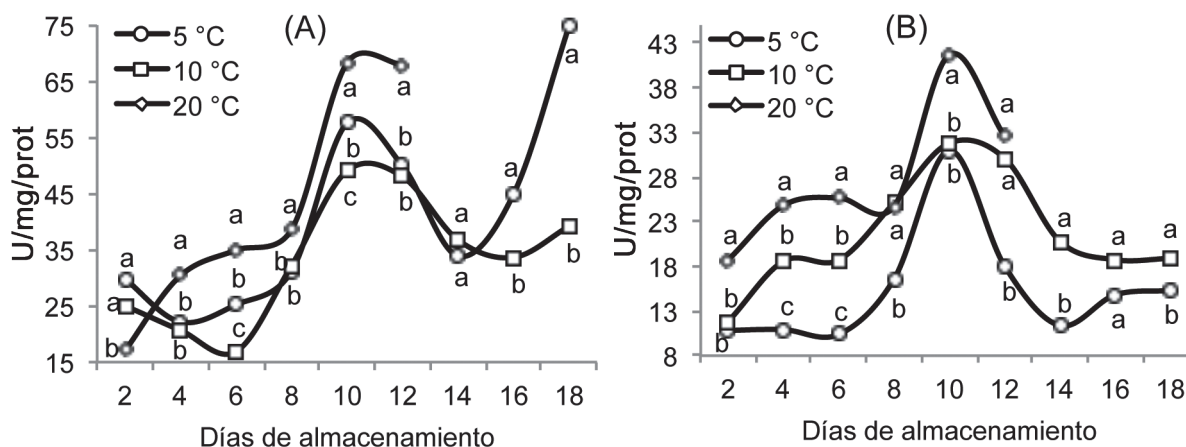 (A)
5 °C
10 °C
20 °C
U/mg/prot
75
65
55
45
35
25
15
a
a
b
a
b
b
a
b
c
a
b
b
a
b
c
a
b
b
a
a
a
b
a
b
2 4 6 8 10 12 14 16 18
Días de almacenamiento
(B)
5 °C
10 °C
20 °C
U/mg/prot
43
38
33
28
23
18
13
8
a
b
b
a
b
c
a
b
c
a
a
b
a
b
b
a
a
b
a
b
a
a
a
b
2 4 6 8 10 12 14 16 18
Días de almacenamiento